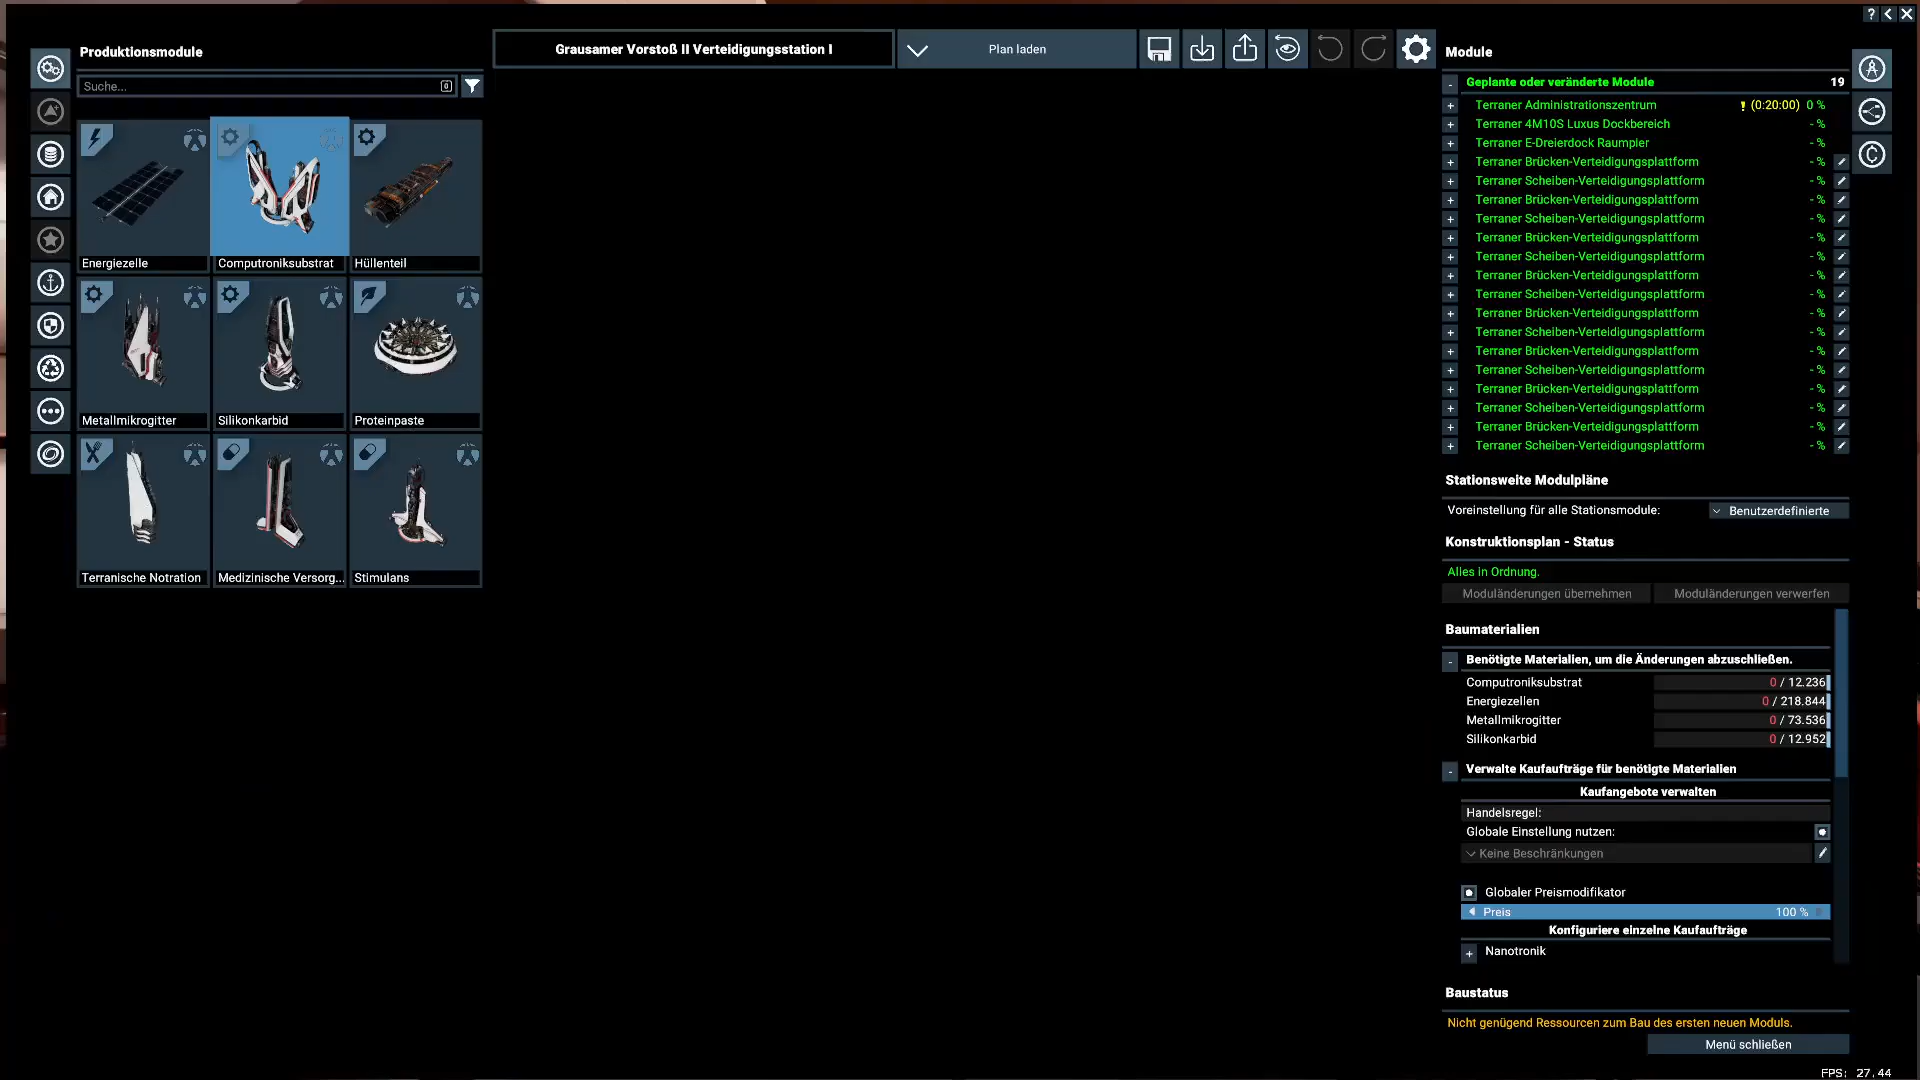 Produktionsmodule
Suche...
Energiezelle
Computroniksubstrat
Hüllenteil
Metallmikrogitter
Silikonkarbid
Proteinpaste
Terranische Notration
Medizinische Versorg...
Stimulans
Grausamer Vorstoß II Verteidigungsstation I
Plan laden
Module
- Geplante oder veränderte Module 19
+ Terraner Administrationszentrum ! (0:20:00) 0 %
+ Terraner 4M10S Luxus Dockbereich - %
+ Terraner E-Dreierdock Raumpler - %
+ Terraner Brücken-Verteidigungsplattform - %
+ Terraner Scheiben-Verteidigungsplattform - %
+ Terraner Brücken-Verteidigungsplattform - %
+ Terraner Scheiben-Verteidigungsplattform - %
+ Terraner Brücken-Verteidigungsplattform - %
+ Terraner Scheiben-Verteidigungsplattform - %
+ Terraner Brücken-Verteidigungsplattform - %
+ Terraner Scheiben-Verteidigungsplattform - %
+ Terraner Brücken-Verteidigungsplattform - %
+ Terraner Scheiben-Verteidigungsplattform - %
+ Terraner Brücken-Verteidigungsplattform - %
+ Terraner Scheiben-Verteidigungsplattform - %
+ Terraner Brücken-Verteidigungsplattform - %
+ Terraner Scheiben-Verteidigungsplattform - %
+ Terraner Brücken-Verteidigungsplattform - %
+ Terraner Scheiben-Verteidigungsplattform - %
Stationsweite Modulpläne
Voreinstellung für alle Stationsmodule: Benutzerdefinierte
Konstruktionsplan - Status
Alles in Ordnung.
Moduländerungen übernehmen Moduländerungen verwerfen
Baumaterialien
- Benötigte Materialien, um die Änderungen abzuschließen.
Computroniksubstrat 0 / 12.236
Energiezellen 0 / 218.844
Metallmikrogitter 0 / 73.536
Silikonkarbid 0 / 12.952
- Verwalte Kaufaufträge für benötigte Materialien
Kaufangebote verwalten
Handelsregel:
Globale Einstellung nutzen:
Keine Beschränkungen
Globaler Preismodifikator
Preis 100 %
Konfiguriere einzelne Kaufaufträge
+ Nanotronik
Baustatus
Nicht genügend Ressourcen zum Bau des ersten neuen Moduls.
Menü schließen
FPS: 27.44